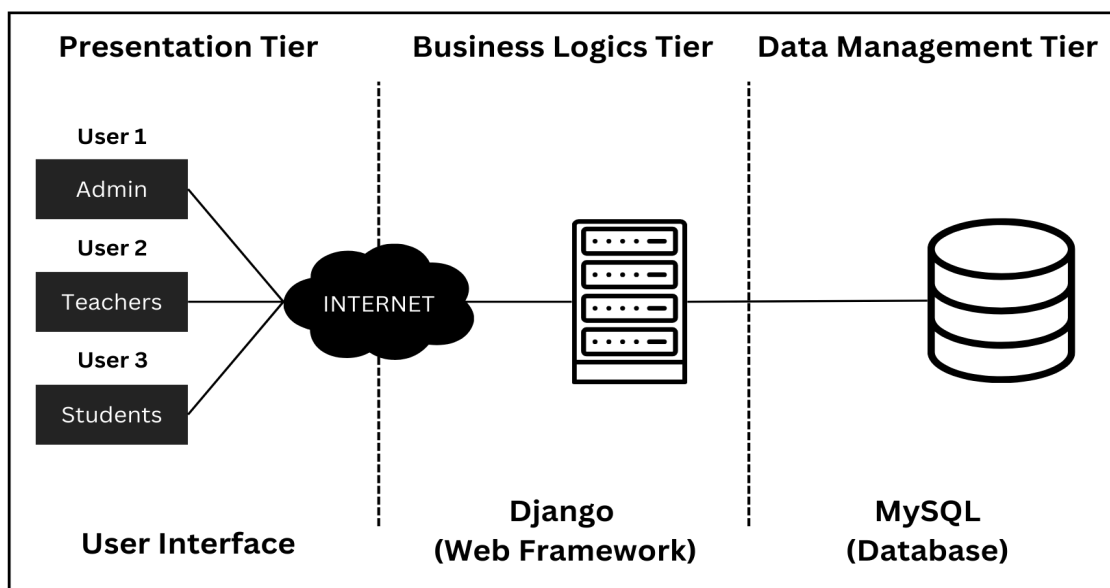 Presentation Tier
Business Logics Tier
Data Management Tier
User 1
Admin
User 2
Teachers
User 3
Students
INTERNET
User Interface
Django
(Web Framework)
MySQL
(Database)